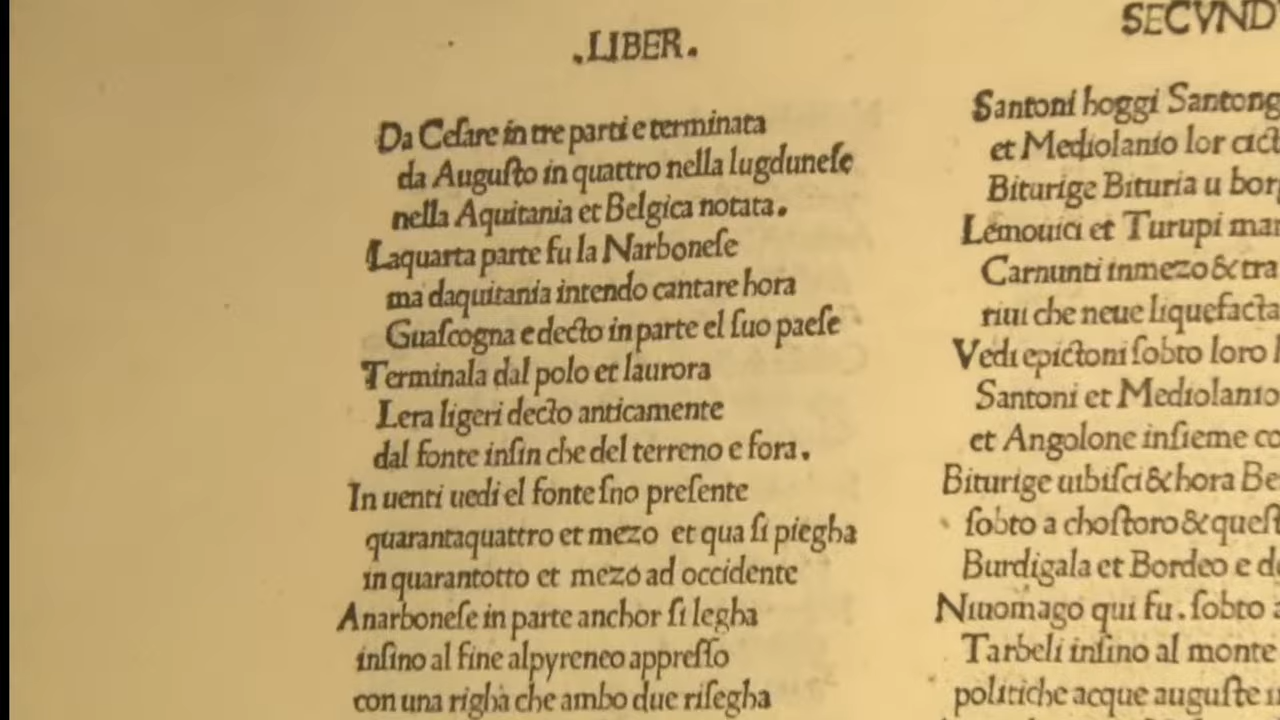 .LIBER.
Da Ceſare in tre parti e terminata
da Auguſto in quattro nella lugduneſe
nella Aquitania et Belgica notata.
Laquarta parte fu la Narboneſe
ma daquitania intendo cantare hora
Guaſcogna e decto in parte el ſuo paeſe
Terminala dal polo et laurora
Lera ligeri decto anticamente
dal fonte inſin che del terreno e fora.
In uenti uedi el fonte ſno preſente
quarantaquattro et mezo et qua ſi piegha
in quarantotto et mezo ad occidente
Anarboneſe in parte anchor ſi legha
inſino al fine alpyreneo appreſſo
con una righa che ambo due riſegha
SECVND
Santoni hoggi Santong
et Mediolanio lor cict
Biturige Bituria u bor
Lemouici et Turupi mar
Carnunti inmezo & tra
riui che neue liquefacta
Vedi epictoni ſobto loro
Santoni et Mediolanio
et Angolone inſieme co
Biturige uibiſci & hora Be
ſobto a choſtoro & queſt
Burdigala et Bordeo e d
Niuomago qui fu . ſobto
Tarbeli inſino al monte
politiche acque auguſte